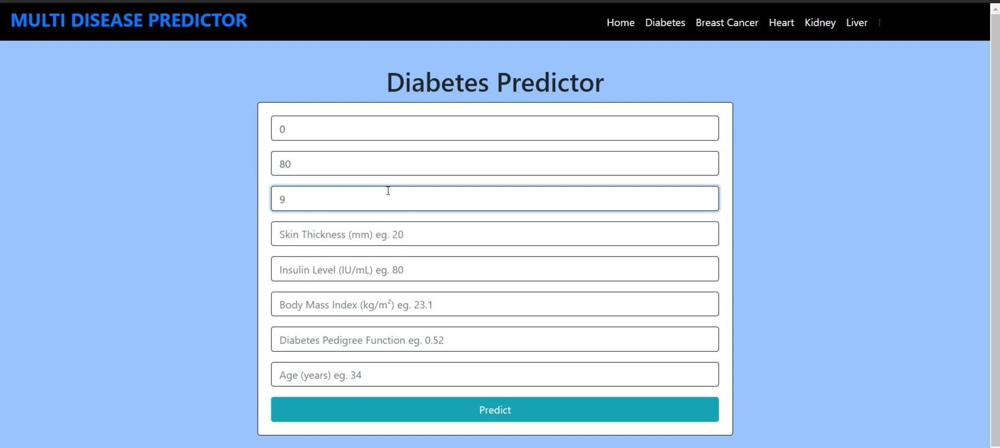 MULTI DISEASE PREDICTOR
Home Diabetes Breast Cancer Heart Kidney Liver
Diabetes Predictor
0
80
9
Skin Thickness (mm) eg. 20
Insulin Level (IU/mL) eg. 80
Body Mass Index (kg/m²) eg. 23.1
Diabetes Pedigree Function eg. 0.52
Age (years) eg. 34
Predict